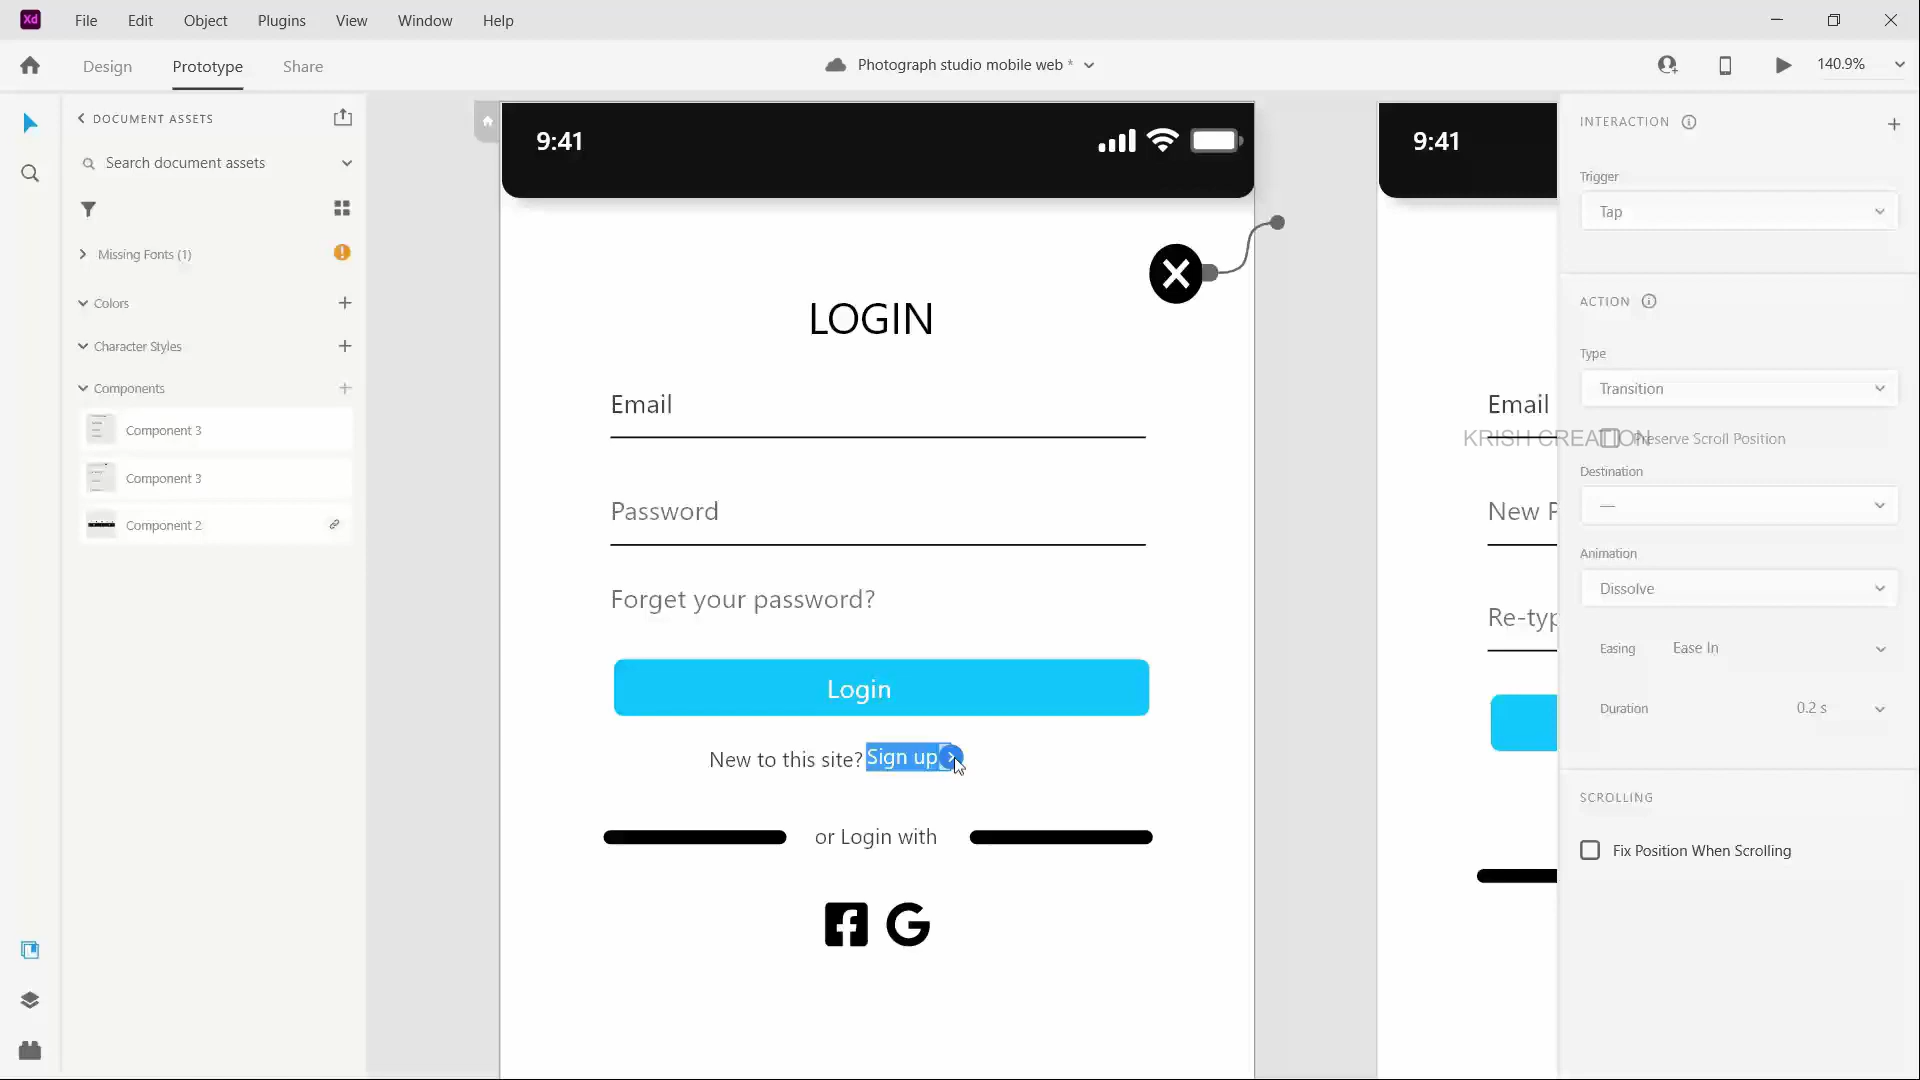 Xd File Edit Object Plugins View Window Help
Design Prototype Share Photograph studio mobile web * 140.9%
DOCUMENT ASSETS
Search document assets
Missing Fonts (1)
Colors
Character Styles
Components
Component 3
Component 3
Component 2
9:41
LOGIN
Email
Password
Forget your password?
Login
New to this site? Sign up
or Login with
9:41
Email
New P
Re-typ
KRISH CREATION
INTERACTION
Trigger
Tap
ACTION
Type
Transition
Preserve Scroll Position
Destination
—
Animation
Dissolve
Easing Ease In
Duration 0.2 s
SCROLLING
Fix Position When Scrolling